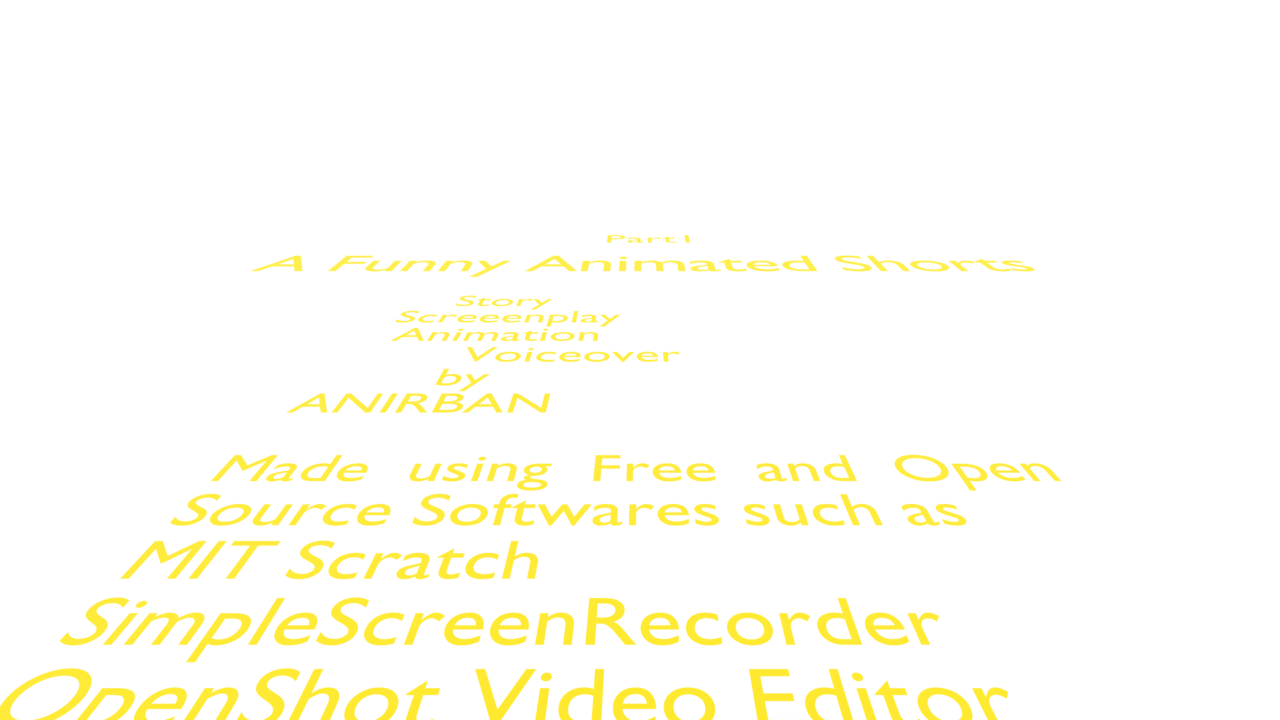 Part I
A Funny Animated Shorts
Story
Screeenplay
Animation
Voiceover
by
ANIRBAN
Made using Free and Open
Source Softwares such as
MIT Scratch
SimpleScreenRecorder
OpenShot Video Editor